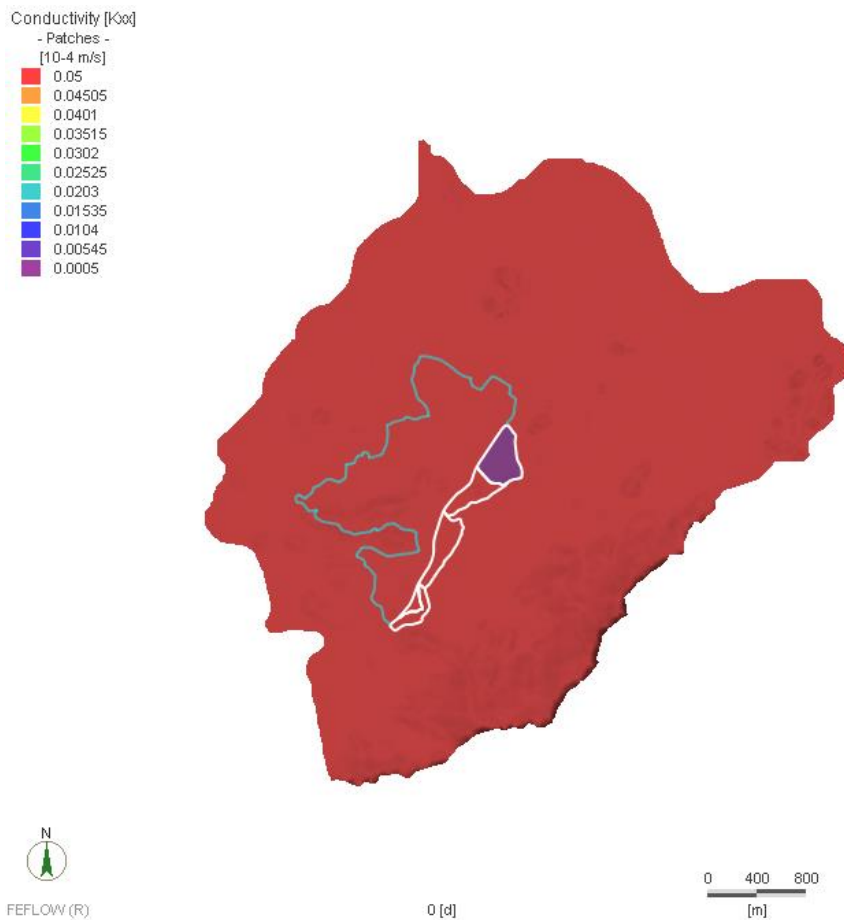 Conductivity [Kxx]
- Patches -
[10-4 m/s]
0.05
0.04505
0.0401
0.03515
0.0302
0.02525
0.0203
0.01535
0.0104
0.00545
0.0005
N
FEFLOW (R)
0 [d]
0 400 800
[m]